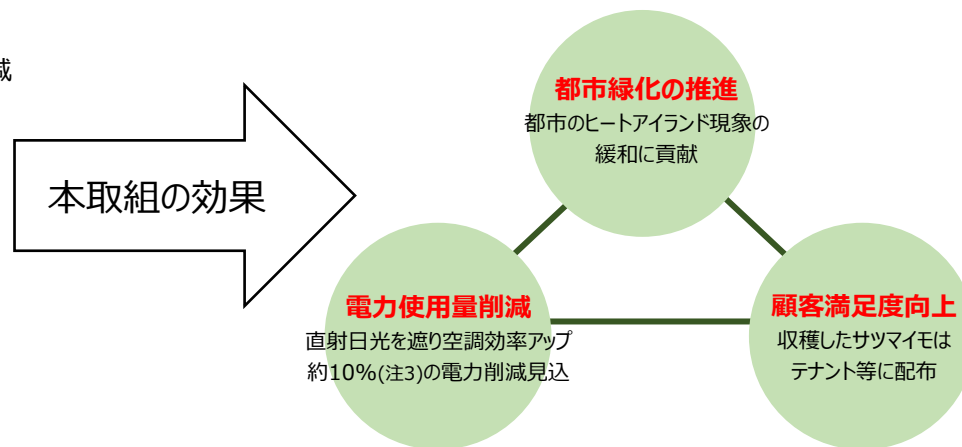 減
本取組の効果
都市緑化の推進
都市のヒートアイランド現象の
緩和に貢献
電力使用量削減
直射日光を遮り空調効率アップ
約10%(注3)の電力削減見込
顧客満足度向上
収穫したサツマイモは
テナント等に配布